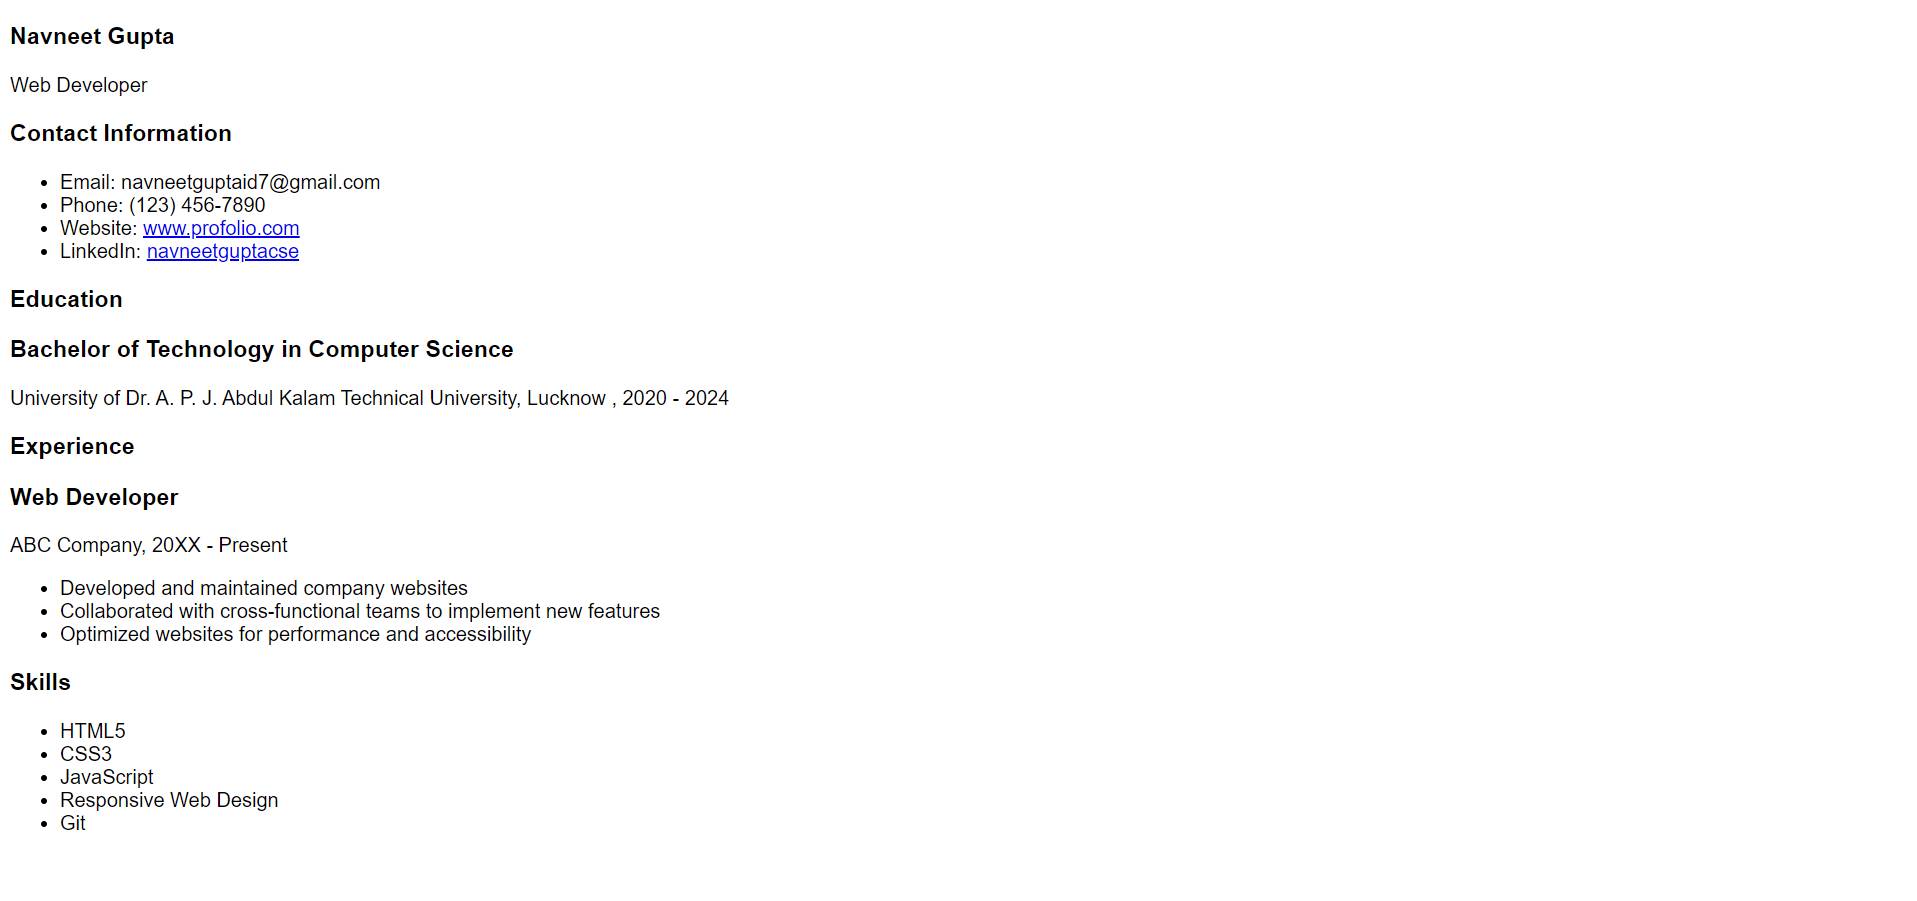 Navneet Gupta
Web Developer
Contact Information
Email: navneetguptaid7@gmail.com
Phone: (123) 456-7890
Website: www.profolio.com
LinkedIn: navneetguptacse
Education
Bachelor of Technology in Computer Science
University of Dr. A. P. J. Abdul Kalam Technical University, Lucknow , 2020 - 2024
Experience
Web Developer
ABC Company, 20XX - Present
Developed and maintained company websites
Collaborated with cross-functional teams to implement new features
Optimized websites for performance and accessibility
Skills
HTML5
CSS3
JavaScript
Responsive Web Design
Git